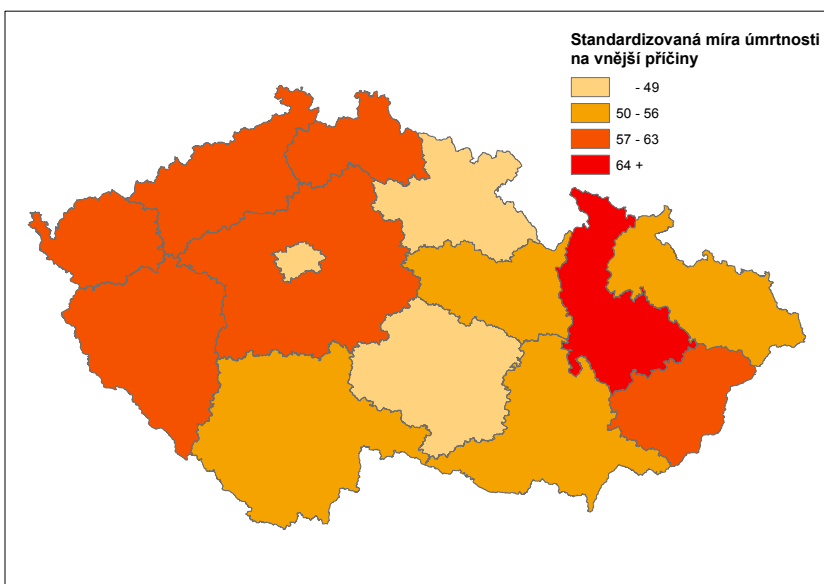 Standardizovaná míra úmrtnosti
na vnější příčiny
- 49
50 - 56
57 - 63
64 +